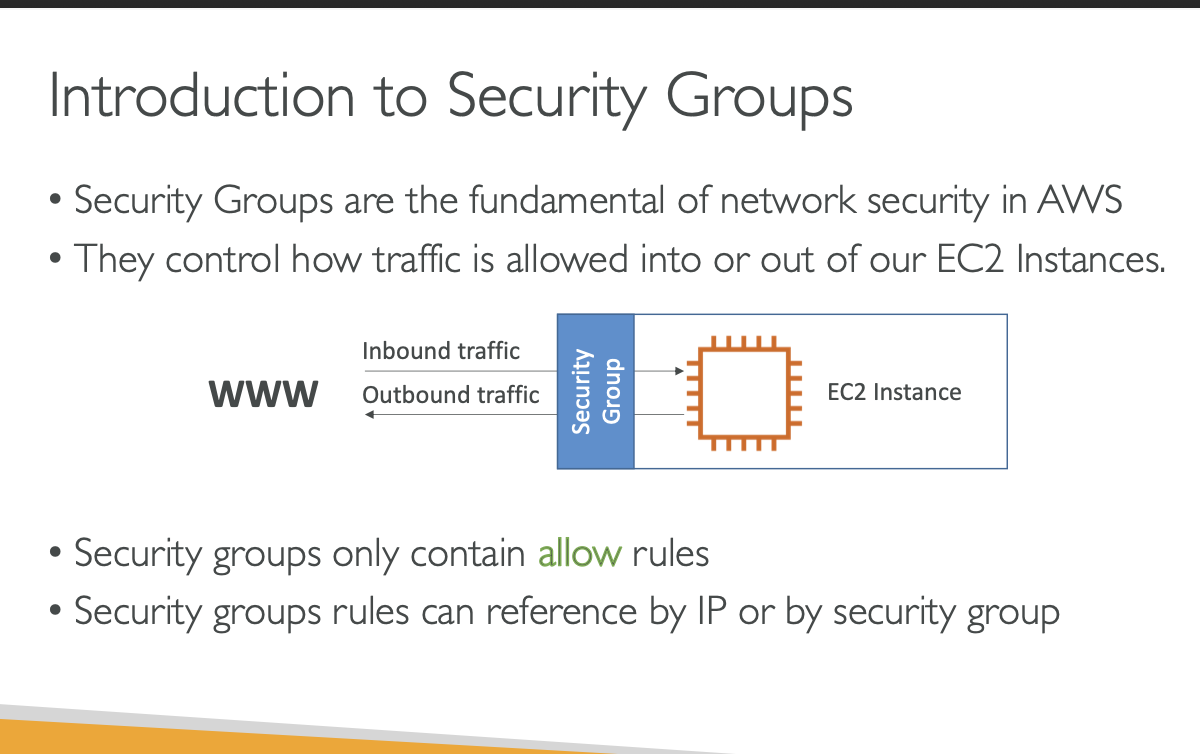 Introduction to Security Groups
• Security Groups are the fundamental of network security in AWS
• They control how traffic is allowed into or out of our EC2 Instances.
Inbound traffic
WWW
Outbound traffic
Security
Group
EC2 Instance
• Security groups only contain allow rules
• Security groups rules can reference by IP or by security group